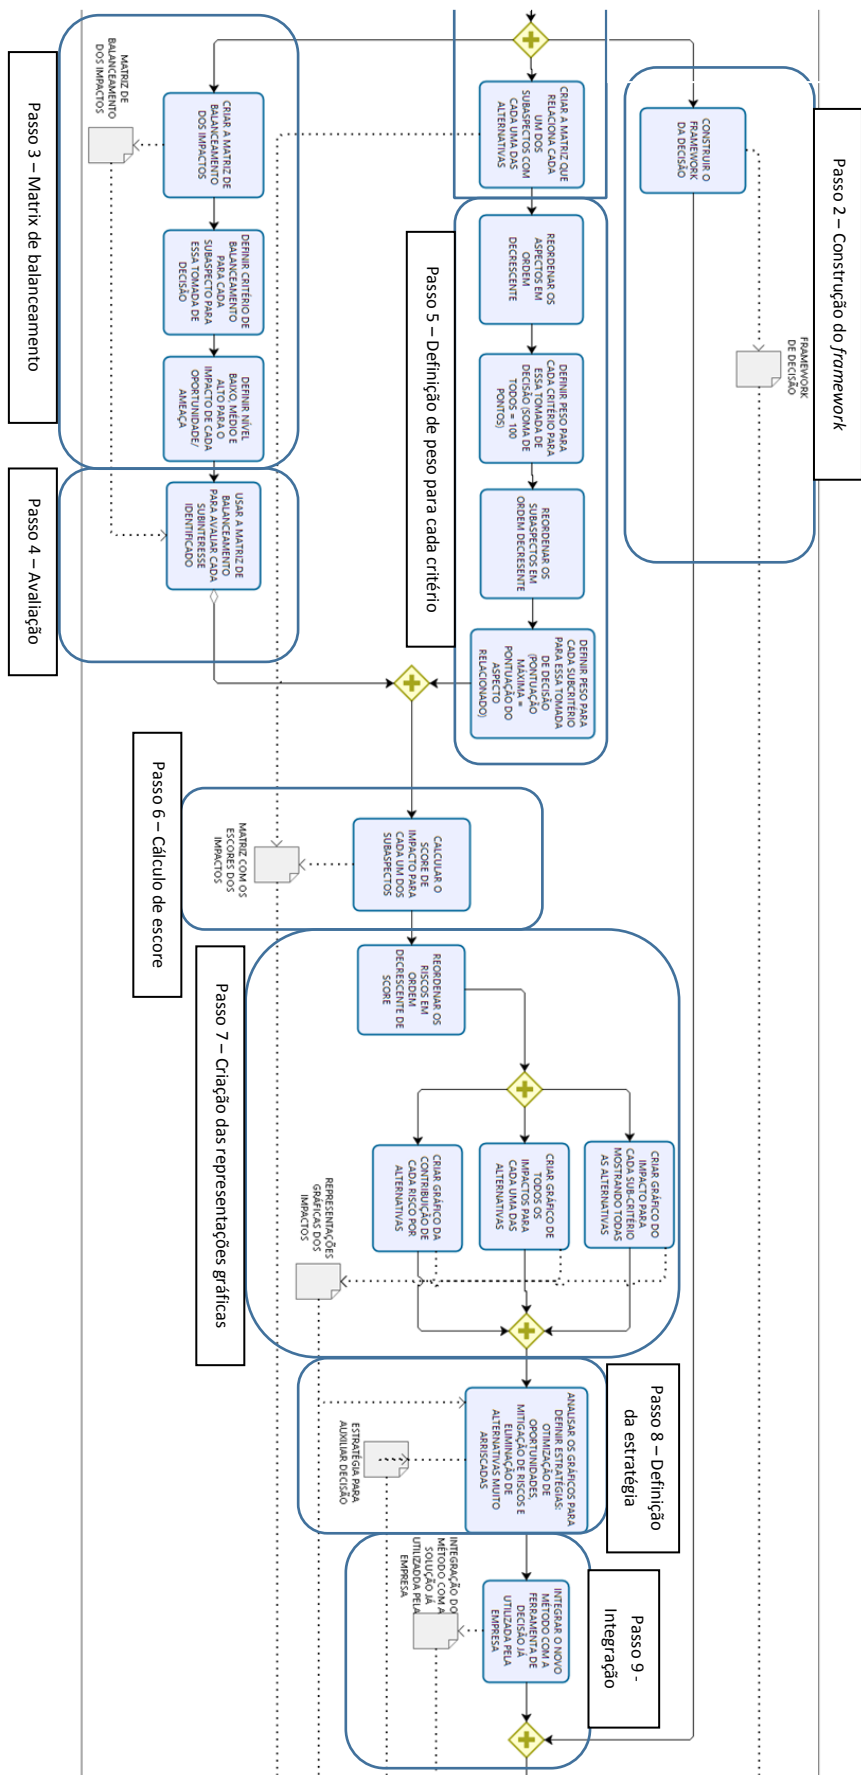 Passo 2 – Construção do framework
CONSTRUIR O
FRAMEWORK
DA DECISÃO
FRAMEWORK
DE DECISÃO
CRIAR A MATRIZ QUE
RELACIONA CADA
UM DOS
SUBASPECTOS COM
CADA UMA DAS
ALTERNATIVAS
REORDENAR OS
ASPECTOS EM
ORDEM
DECRESCENTE
DEFINIR PESO PARA
CADA CRITÉRIO PARA
ESSA TOMADA DE
DECISÃO (SOMA DE
TODOS = 100
PONTOS)
REORDENAR OS
SUBASPECTOS EM
ORDEM DECRESENTE
DEFINIR PESO PARA
CADA SUBCRITÉRIO
PARA ESSA TOMADA
DE DECISÃO
(PONTUAÇÃO
MÁXIMA =
PONTUAÇÃO DO
ASPECTO
RELACIONADO)
Passo 5 – Definição de peso para cada critério
CRIAR A MATRIZ DE
BALANCEAMENTO
DOS IMPACTOS
DEFINIR CRITÉRIO DE
BALANCEAMENTO
PARA CADA
SUBASPECTO PARA
ESSA TOMADA DE
DECISÃO
DEFINIR NÍVEL
BAIXO, MÉDIO E
ALTO PARA O
IMPACTO DE CADA
OPORTUNIDADE/
AMEAÇA
USAR A MATRIZ DE
BALANCEAMENTO
PARA AVALIAR CADA
SUBINTERESSE
IDENTIFICADO
MATRIZ DE
BALANCEAMENTO
DOS IMPACTOS
Passo 3 – Matrix de balanceamento
Passo 4 – Avaliação
CALCULAR O
SCORE DE
IMPACTO PARA
CADA UM DOS
SUBASPECTOS
MATRIZ COM OS
ESCORES DOS
IMPACTOS
Passo 6 – Cálculo de escore
REORDENAR OS
RISCOS EM
ORDEM
DECRESCENTE DE
SCORE
CRIAR GRÁFICO DO
IMPACTO PARA
CADA SUB-CRITÉRIO
MOSTRANDO TODAS
AS ALTERNATIVAS
CRIAR GRÁFICO DE
TODOS OS
IMPACTOS PARA
CADA UMA DAS
ALTERNATIVAS
CRIAR GRÁFICO DA
CONTRIBUIÇÃO DE
CADA RISCO POR
ALTERNATIVAS
REPRESENTAÇÕES
GRÁFICAS DOS
IMPACTOS
Passo 7 – Criação das representações gráficas
Passo 8 – Definição
da estratégia
ANALISAR OS GRÁFICOS PARA
DEFINIR ESTRATÉGIAS:
OTIMIZAÇÃO DE
OPORTUNIDADES,
MITIGAÇÃO DE RISCOS E
ELIMINAÇÃO DE
ALTERNATIVAS MUITO
ARRISCADAS
ESTRATÉGIA PARA
AUXILIAR DECISÃO
Passo 9 -
Integração
INTEGRAR O NOVO
MÉTODO COM A
FERRAMENTA DE
DECISÃO JÁ
UTILIZADA PELA
EMPRESA
INTEGRAÇÃO DO
MÉTODO COM A
SOLUÇÃO JÁ
UTILIZADDA PELA
EMPRESA